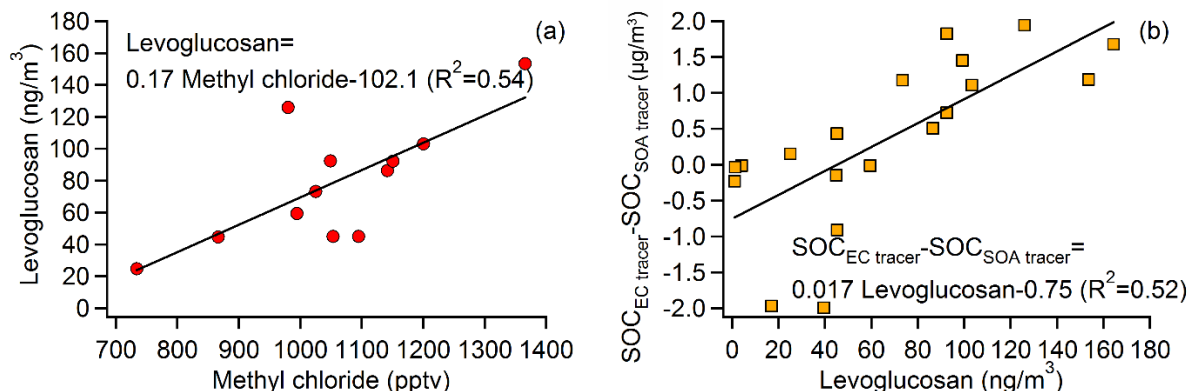 (a)
Levoglucosan=
0.17 Methyl chloride-102.1 (R²=0.54)
Levoglucosan (ng/m³)
180
160
140
120
100
80
60
40
20
0
700 800 900 1000 1100 1200 1300 1400
Methyl chloride (pptv)
(b)
SOC_EC tracer-SOC_SOA tracer (µg/m³)
2.0
1.5
1.0
0.5
0.0
-0.5
-1.0
-1.5
-2.0
SOC_EC tracer-SOC_SOA tracer=
0.017 Levoglucosan-0.75 (R²=0.52)
0 20 40 60 80 100 120 140 160 180
Levoglucosan (ng/m³)